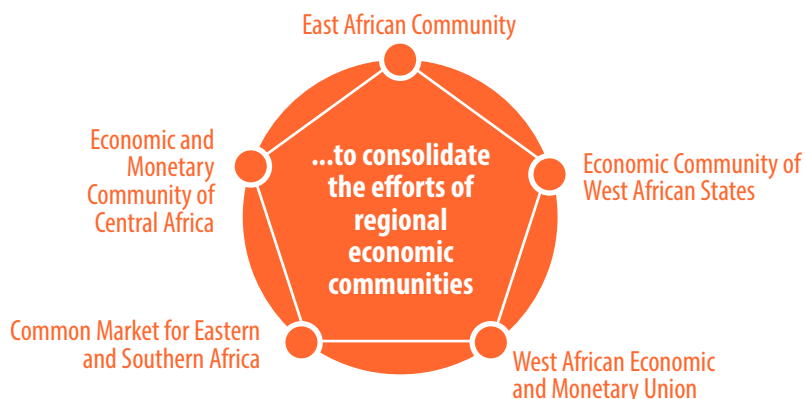 East African Community
Economic and
Monetary
Community of
Central Africa
...to consolidate
the efforts of
regional
economic
communities
Economic Community of
West African States
Common Market for Eastern
and Southern Africa
West African Economic
and Monetary Union